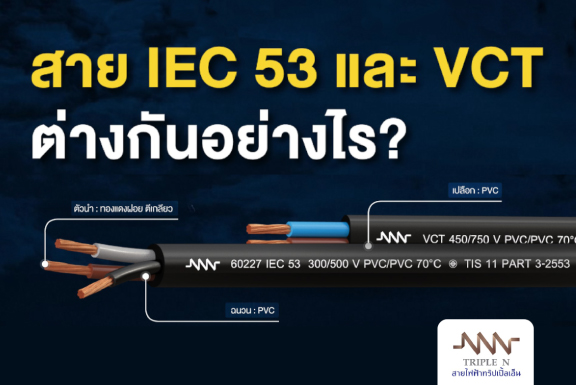 สาย IEC 53 และ VCT
ต่างกันอย่างไร?
เปลือก : PVC
ตัวนำ : ทองแดงฝอย ตีเกลียว
VCT 450/750 V PVC/PVC 70°C
60227 IEC 53 300/500 V PVC/PVC 70°C TIS 11 PART 3-2553
ฉนวน : PVC
TRIPLE N
สายไฟฟ้าทริปเปิ้ลเอ็น